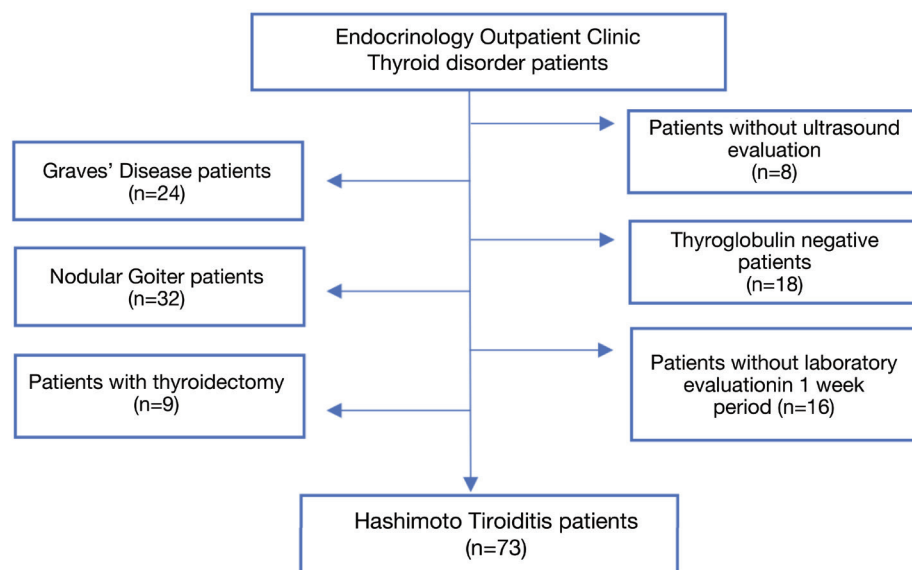 Endocrinology Outpatient Clinic
Thyroid disorder patients
Patients without ultrasound
evaluation
(n=8)
Graves’ Disease patients
(n=24)
Thyroglobulin negative
patients
(n=18)
Nodular Goiter patients
(n=32)
Patients without laboratory
evaluationin 1 week
period (n=16)
Patients with thyroidectomy
(n=9)
Hashimoto Tiroiditis patients
(n=73)